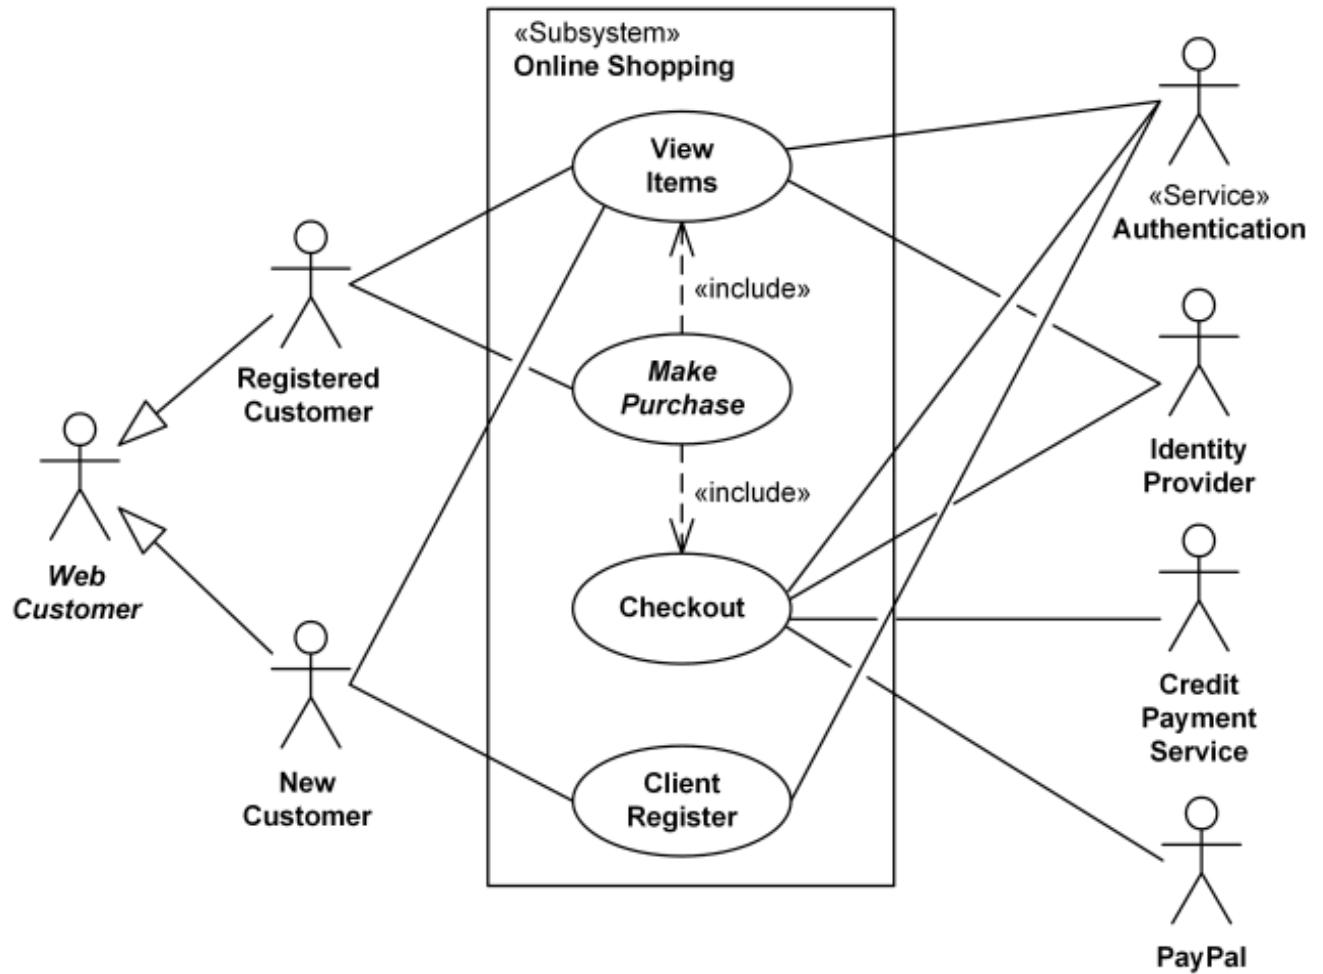 «Subsystem»
Online Shopping
View
Items
«include»
Make
Purchase
«include»
Checkout
Client
Register
Registered
Customer
Web
Customer
New
Customer
«Service»
Authentication
Identity
Provider
Credit
Payment
Service
PayPal